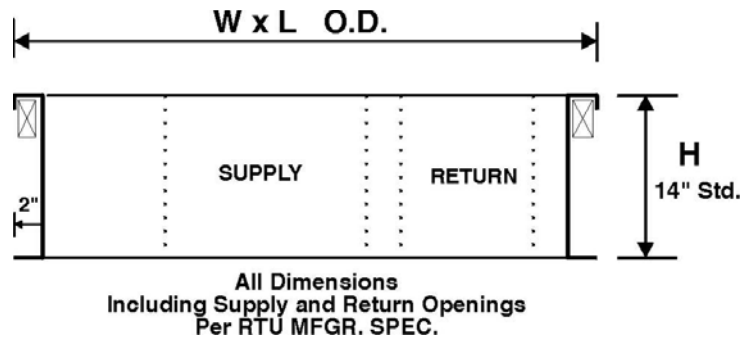 W x L O.D.
SUPPLY
RETURN
H
14" Std.
2"
All Dimensions
Including Supply and Return Openings
Per RTU MFGR. SPEC.